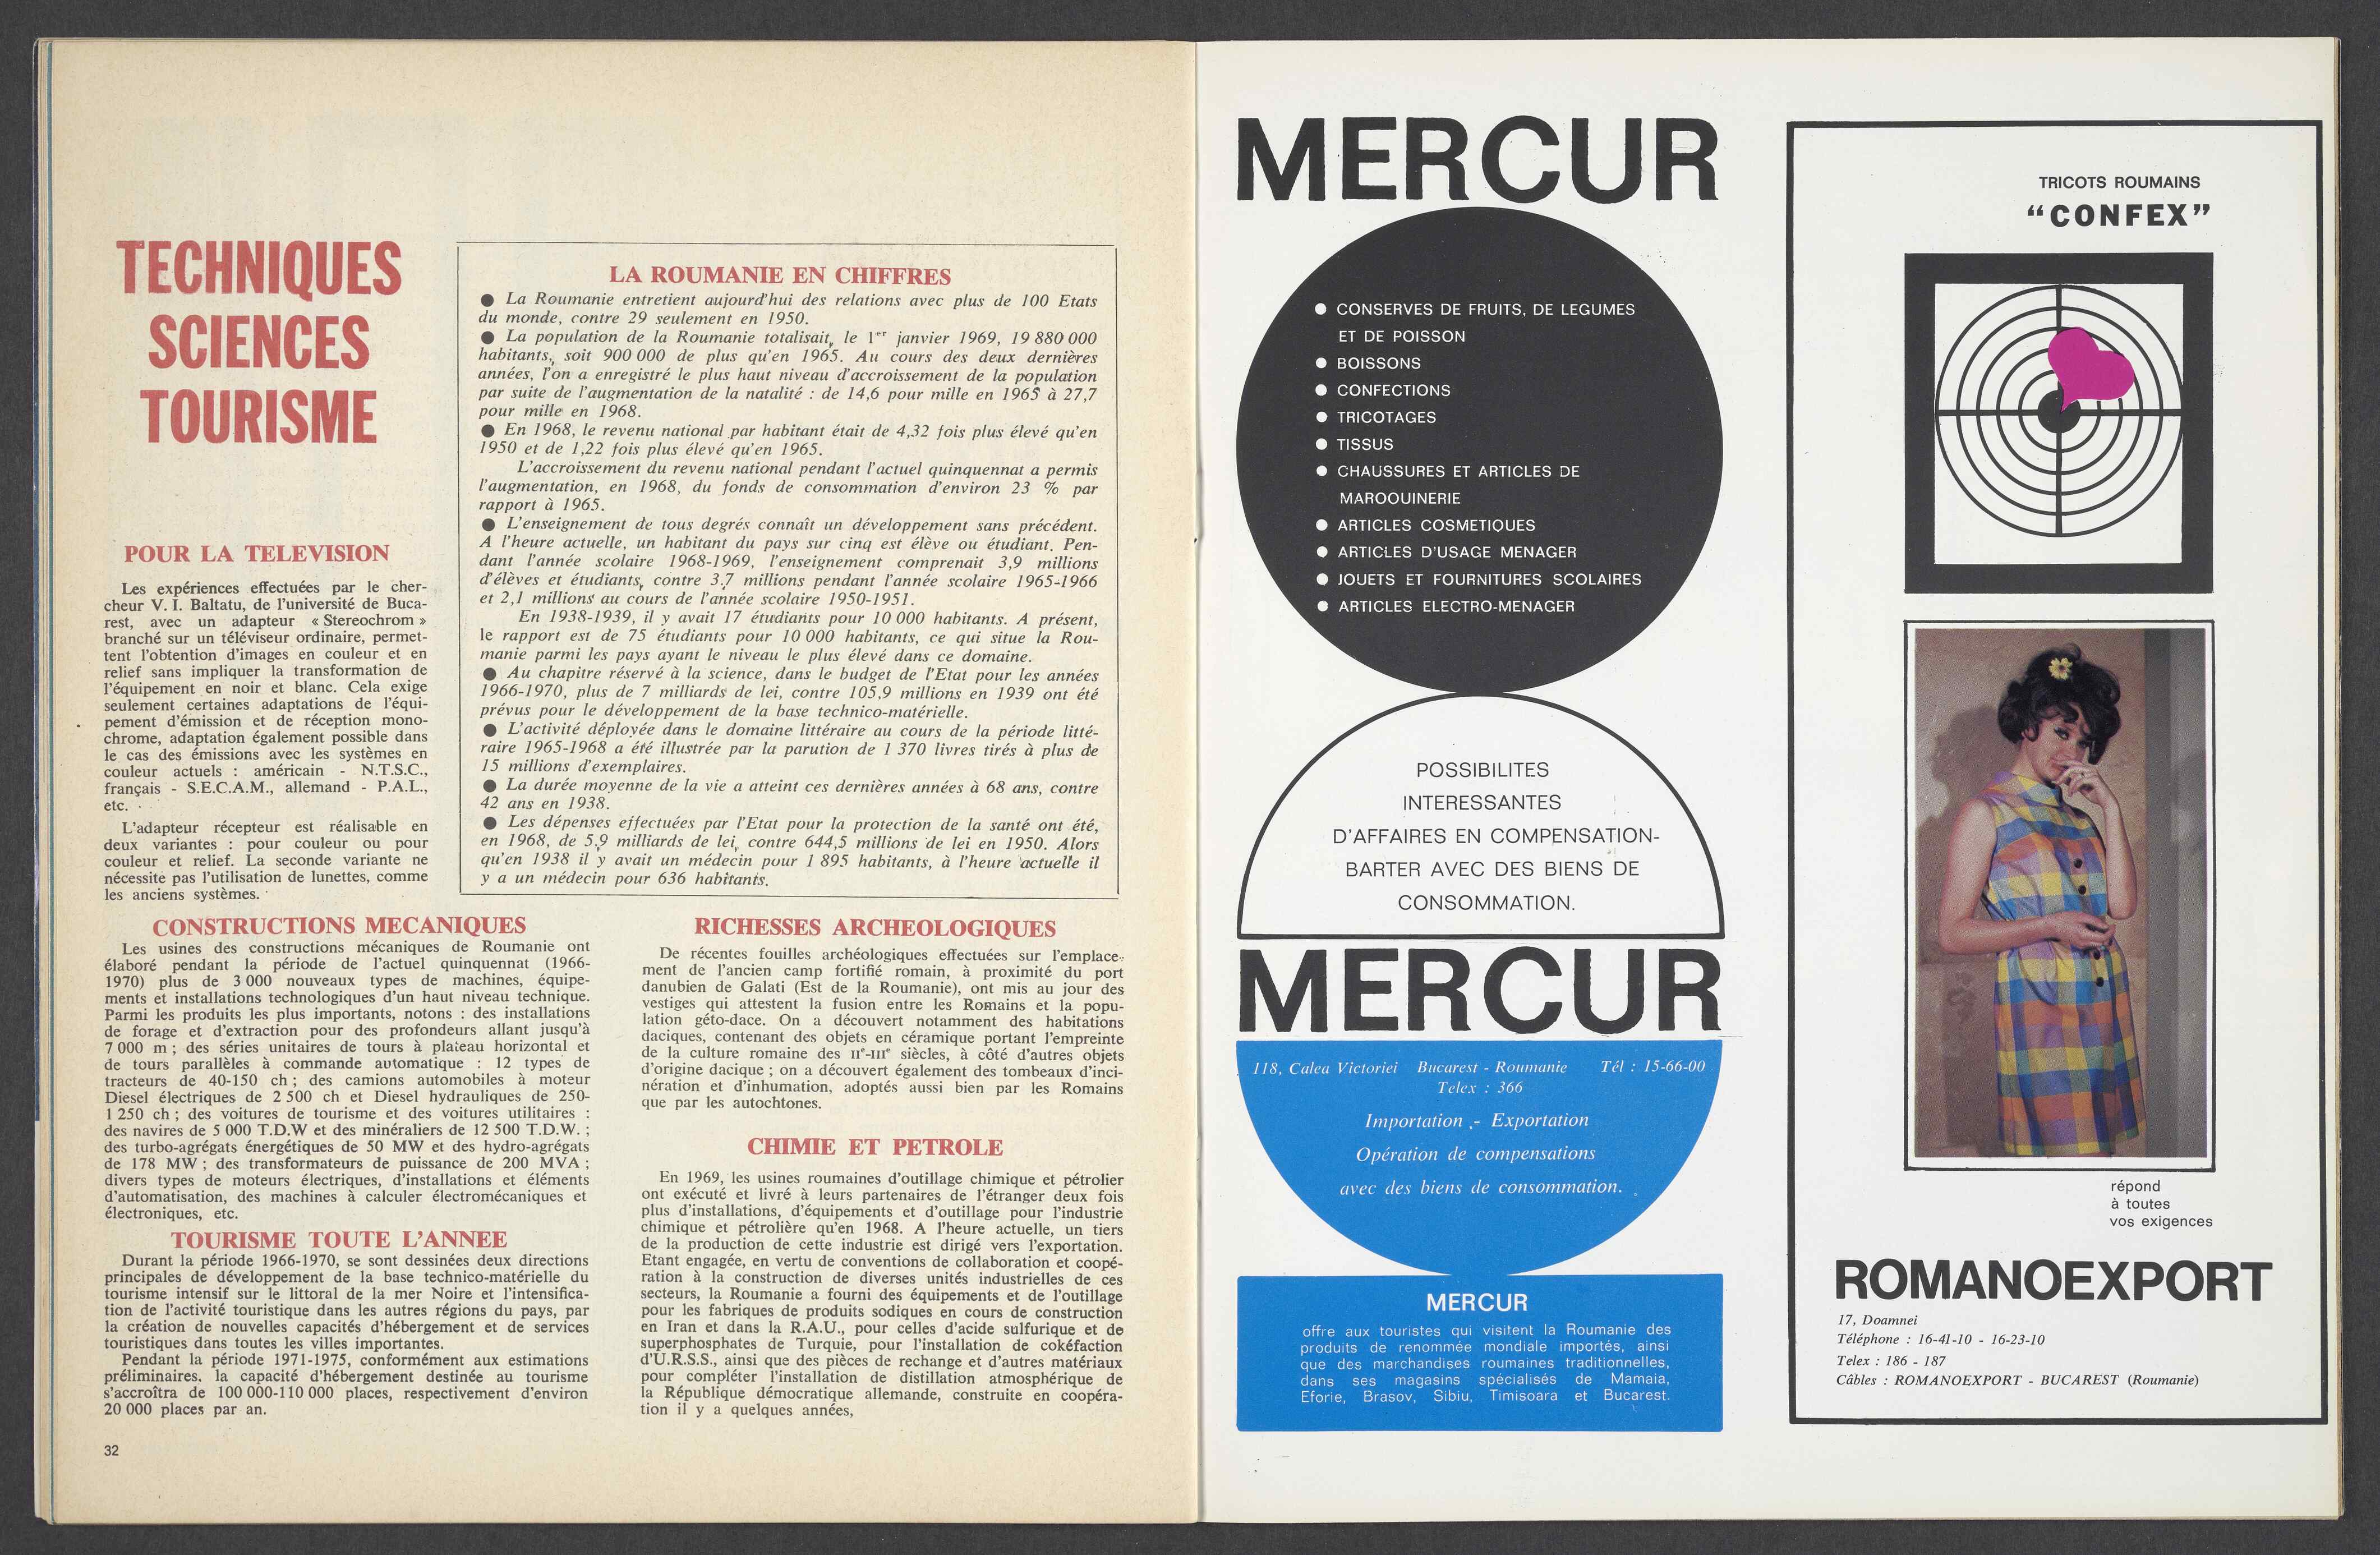 TECHNIQUES
SCIENCES
TOURISME
POUR LA TELEVISION
Les expériences effectuées par le cher-
cheur V. I. Baltatu, de l'université de Buca-
rest, avec un adapteur « Stereochrom »
branché sur un téléviseur ordinaire, permet-
tent l'obtention d'images en couleur et en
relief sans impliquer la transformation de
l'équipement en noir et blanc. Cela exige
seulement certaines adaptations de l'équi-
pement d'émission et de réception mono-
chrome, adaptation également possible dans
le cas des émissions avec les systèmes en
couleur actuels : américain - N.T.S.C.,
français - S.E.C.A.M., allemand - P.A.L.,
etc.
L'adapteur récepteur est réalisable en
deux variantes : pour couleur ou pour
couleur et relief. La seconde variante ne
nécessite pas l'utilisation de lunettes, comme
les anciens systèmes.
LA ROUMANIE EN CHIFFRES
● La Roumanie entretient aujourd'hui des relations avec plus de 100 Etats
du monde, contre 29 seulement en 1950.
● La population de la Roumanie totalisait, le 1er janvier 1969, 19 880 000
habitants, soit 900 000 de plus qu'en 1965. Au cours des deux dernières
années, l'on a enregistré le plus haut niveau d'accroissement de la population
par suite de l'augmentation de la natalité : de 14,6 pour mille en 1965 à 27,7
pour mille en 1968.
● En 1968, le revenu national par habitant était de 4,32 fois plus élevé qu'en
1950 et de 1,22 fois plus élevé qu'en 1965.
L'accroissement du revenu national pendant l'actuel quinquennat a permis
l'augmentation, en 1968, du fonds de consommation d'environ 23 % par
rapport à 1965.
● L'enseignement de tous degrés connaît un développement sans précédent.
A l'heure actuelle, un habitant du pays sur cinq est élève ou étudiant. Pen-
dant l'année scolaire 1968-1969, l'enseignement comprenait 3,9 millions
d'élèves et étudiants, contre 3,7 millions pendant l'année scolaire 1965-1966
et 2,1 millions au cours de l'année scolaire 1950-1951.
En 1938-1939, il y avait 17 étudiants pour 10 000 habitants. A présent,
le rapport est de 75 étudiants pour 10 000 habitants, ce qui situe la Rou-
manie parmi les pays ayant le niveau le plus élevé dans ce domaine.
● Au chapitre réservé à la science, dans le budget de l'Etat pour les années
1966-1970, plus de 7 milliards de lei, contre 105,9 millions en 1939 ont été
prévus pour le développement de la base technico-matérielle.
● L'activité déployée dans le domaine littéraire au cours de la période litté-
raire 1965-1968 a été illustrée par la parution de 1 370 livres tirés à plus de
15 millions d'exemplaires.
● La durée moyenne de la vie a atteint ces dernières années à 68 ans, contre
42 ans en 1938.
● Les dépenses effectuées par l'Etat pour la protection de la santé ont été,
en 1968, de 5,9 milliards de lei, contre 644,5 millions de lei en 1950. Alors
qu'en 1938 il y avait un médecin pour 1 895 habitants, à l'heure actuelle il
y a un médecin pour 636 habitants.
CONSTRUCTIONS MECANIQUES
Les usines des constructions mécaniques de Roumanie ont
élaboré pendant la période de l'actuel quinquennat (1966-
1970) plus de 3 000 nouveaux types de machines, équipe-
ments et installations technologiques d'un haut niveau technique.
Parmi les produits les plus importants, notons : des installations
de forage et d'extraction pour des profondeurs allant jusqu'à
7 000 m ; des séries unitaires de tours à plateau horizontal et
de tours parallèles à commande automatique : 12 types de
tracteurs de 40-150 ch ; des camions automobiles à moteur
Diesel électriques de 2 500 ch et Diesel hydrauliques de 250-
1 250 ch ; des voitures de tourisme et des voitures utilitaires :
des navires de 5 000 T.D.W et des minéraliers de 12 500 T.D.W. ;
des turbo-agrégats énergétiques de 50 MW et des hydro-agrégats
de 178 MW ; des transformateurs de puissance de 200 MVA ;
divers types de moteurs électriques, d'installations et éléments
d'automatisation, des machines à calculer électromécaniques et
électroniques, etc.
TOURISME TOUTE L'ANNEE
Durant la période 1966-1970, se sont dessinées deux directions
principales de développement de la base technico-matérielle du
tourisme intensif sur le littoral de la mer Noire et l'intensifica-
tion de l'activité touristique dans les autres régions du pays, par
la création de nouvelles capacités d'hébergement et de services
touristiques dans toutes les villes importantes.
Pendant la période 1971-1975, conformément aux estimations
préliminaires. la capacité d'hébergement destinée au tourisme
s'accroîtra de 100 000-110 000 places, respectivement d'environ
20 000 places par an.
32
RICHESSES ARCHEOLOGIQUES
De récentes fouilles archéologiques effectuées sur l'emplace-
ment de l'ancien camp fortifié romain, à proximité du port
danubien de Galati (Est de la Roumanie), ont mis au jour des
vestiges qui attestent la fusion entre les Romains et la popu-
lation géto-dace. On a découvert notamment des habitations
daciques, contenant des objets en céramique portant l'empreinte
de la culture romaine des IIe-IIIe siècles, à côté d'autres objets
d'origine dacique ; on a découvert également des tombeaux d'inci-
nération et d'inhumation, adoptés aussi bien par les Romains
que par les autochtones.
CHIMIE ET PETROLE
En 1969, les usines roumaines d'outillage chimique et pétrolier
ont exécuté et livré à leurs partenaires de l'étranger deux fois
plus d'installations, d'équipements et d'outillage pour l'industrie
chimique et pétrolière qu'en 1968. A l'heure actuelle, un tiers
de la production de cette industrie est dirigé vers l'exportation.
Etant engagée, en vertu de conventions de collaboration et coopé-
ration à la construction de diverses unités industrielles de ces
secteurs, la Roumanie a fourni des équipements et de l'outillage
pour les fabriques de produits sodiques en cours de construction
en Iran et dans la R.A.U., pour celles d'acide sulfurique et de
superphosphates de Turquie, pour l'installation de cokéfaction
d'U.R.S.S., ainsi que des pièces de rechange et d'autres matériaux
pour compléter l'installation de distillation atmosphérique de
la République démocratique allemande, construite en coopéra-
tion il y a quelques années,
MERCUR
● CONSERVES DE FRUITS, DE LEGUMES
ET DE POISSON
● BOISSONS
● CONFECTIONS
● TRICOTAGES
● TISSUS
● CHAUSSURES ET ARTICLES DE
MAROOUINERIE
● ARTICLES COSMETIQUES
● ARTICLES D'USAGE MENAGER
● JOUETS ET FOURNITURES SCOLAIRES
● ARTICLES ELECTRO-MENAGER
POSSIBILITES
INTERESSANTES
D'AFFAIRES EN COMPENSATION-
BARTER AVEC DES BIENS DE
CONSOMMATION.
MERCUR
118, Calea Victoriei Bucarest - Roumanie Tél : 15-66-00
Telex : 366
Importation - Exportation
Opération de compensations
avec des biens de consommation.
MERCUR
offre aux touristes qui visitent la Roumanie des
produits de renommée mondiale importés, ainsi
que des marchandises roumaines traditionnelles,
dans ses magasins spécialisés de Mamaia,
Eforie, Brasov, Sibiu, Timisoara et Bucarest.
TRICOTS ROUMAINS
“CONFEX”
répond
à toutes
vos exigences
ROMANOEXPORT
17, Doamnei
Téléphone : 16-41-10 - 16-23-10
Telex : 186 - 187
Câbles : ROMANOEXPORT - BUCAREST (Roumanie)